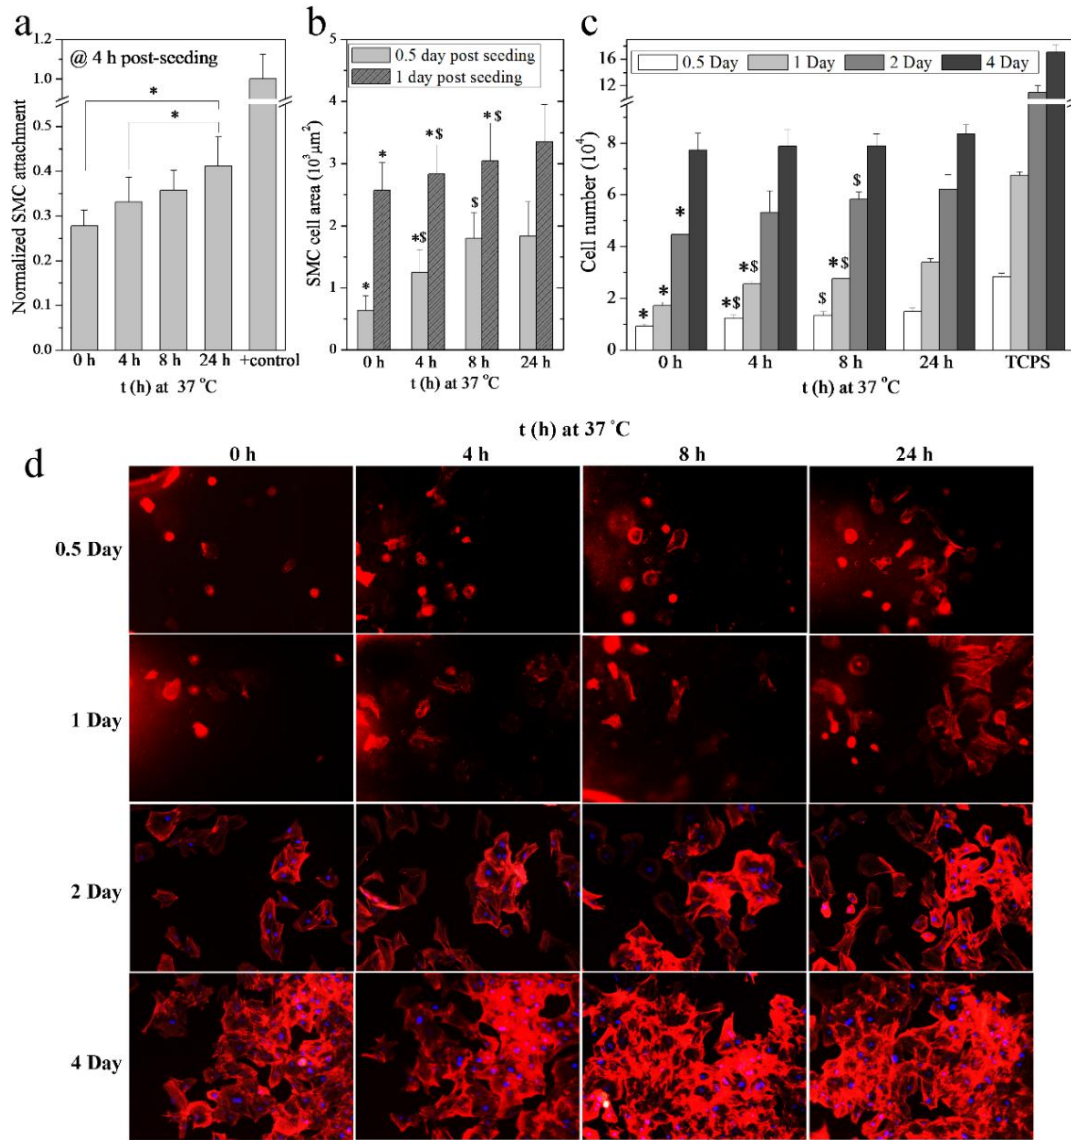 a
@ 4 h post-seeding
Normalized SMC attachment
1.2
1.0
0.5
0.4
0.3
0.2
0.1
0.0
*
*
0 h 4 h 8 h 24 h +control
t (h) at 37 °C
b
0.5 day post seeding
1 day post seeding
SMC cell area (10³μm²)
5
4
3
2
1
0
* * *$ *$ $ *$
0 h 4 h 8 h 24 h
t (h) at 37 °C
c
0.5 Day 1 Day 2 Day 4 Day
Cell number (10⁴)
16
12
8
6
4
2
0
* * * *$ *$ $ *$ $
0 h 4 h 8 h 24 h TCPS
t (h) at 37 °C
d
t (h) at 37 °C
0 h 4 h 8 h 24 h
0.5 Day
1 Day
2 Day
4 Day